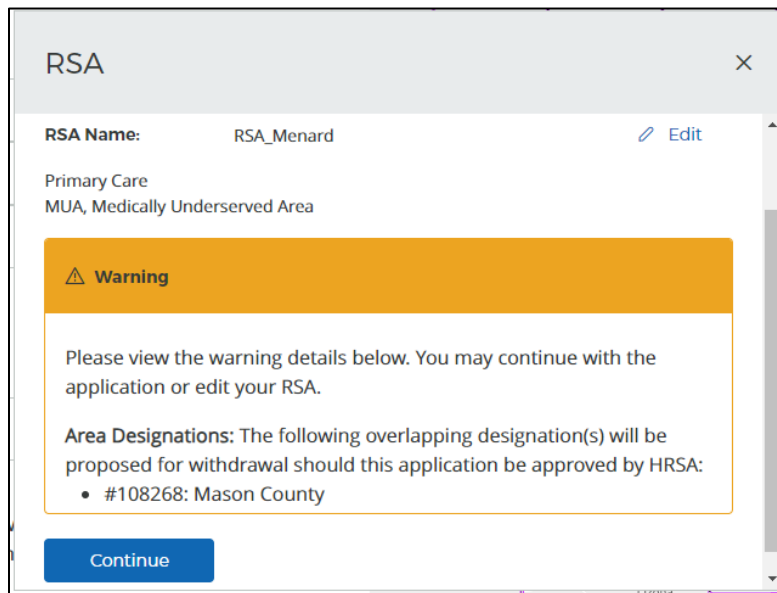 RSA
RSA Name: RSA_Menard Edit
Primary Care
MUA, Medically Underserved Area
Warning
Please view the warning details below. You may continue with the
application or edit your RSA.
Area Designations: The following overlapping designation(s) will be
proposed for withdrawal should this application be approved by HRSA:
• #108268: Mason County
Continue